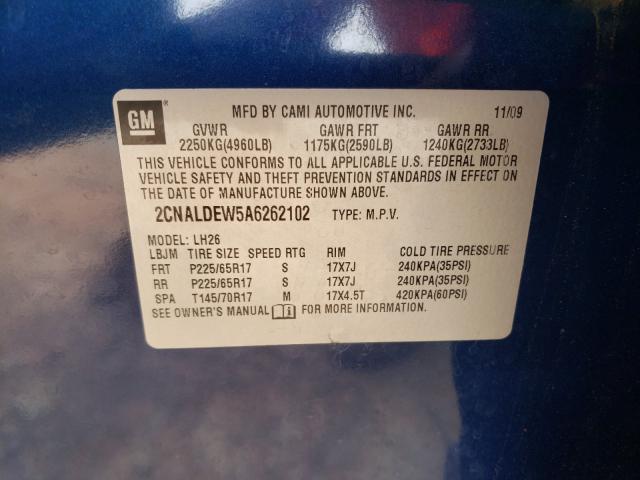 GM ® MFD BY CAMI AUTOMOTIVE INC. 11/09
GVWR GAWR FRT GAWR RR
2250KG(4960LB) 1175KG(2590LB) 1240KG(2733LB)
THIS VEHICLE CONFORMS TO ALL APPLICABLE U.S. FEDERAL MOTOR
VEHICLE SAFETY AND THEFT PREVENTION STANDARDS IN EFFECT ON
THE DATE OF MANUFACTURE SHOWN ABOVE.
2CNALDEW5A6262102 TYPE: M.P.V.
MODEL: LH26
LBJM TIRE SIZE SPEED RTG RIM COLD TIRE PRESSURE
FRT P225/65R17 S 17X7J 240KPA(35PSI)
RR P225/65R17 S 17X7J 240KPA(35PSI)
SPA T145/70R17 M 17X4.5T 420KPA(60PSI)
SEE OWNER'S MANUAL FOR MORE INFORMATION.